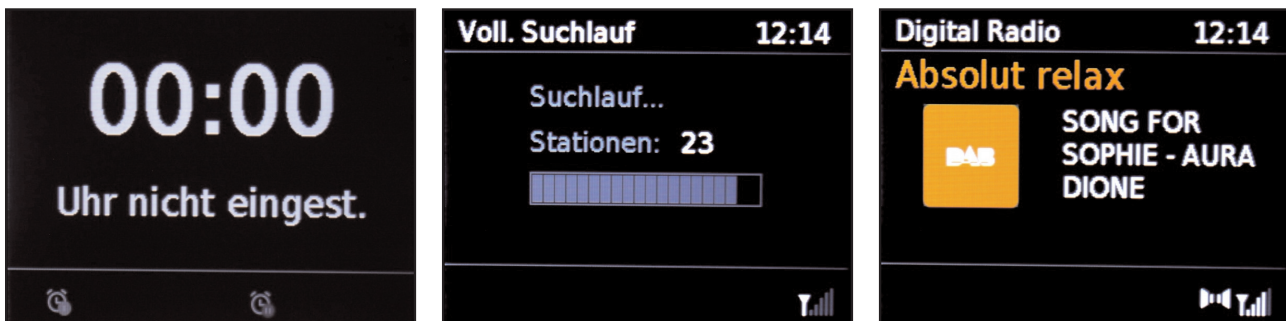 00:00
Uhr nicht eingest.
Voll. Suchlauf 12:14
Suchlauf...
Stationen: 23
Digital Radio 12:14
Absolut relax
DAB
SONG FOR
SOPHIE - AURA
DIONE